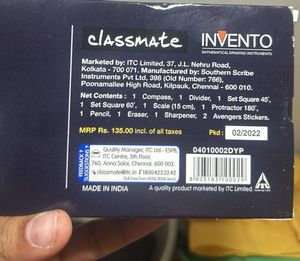 classmate
INVENTO
MATHEMATICAL DRAWING INSTRUMENTS
Marketed by: ITC Limited, 37, J.L. Nehru Road,
Kolkata - 700 071. Manufactured by: Southern Scribe
Instruments Pvt Ltd, 396 (Old Number 766),
Poonamallee High Road, Kilpauk, Chennai - 600 010.
Net Quantity: 1 Compass, 1 Divider, 1 Set Square 45°,
1 Set Square 60°, 1 Scale (15 cm), 1 Protractor 180°,
1 Pencil, 1 Eraser, 1 Sharpener, 2 Avengers Stickers.
MRP Rs. 135.00 incl. of all taxes
Pkd : 02/2022
FEEDBACK ?
SUGGESTIONS ?
Quality Manager, ITC Ltd - ESPB,
ITC Centre, 5th Floor,
760, Anna Salai, Chennai, 600 002.
classmate@itc.in 18004253242
04010002DYP
8903183100029
MADE IN INDIA
A quality product marketed by ITC Limited